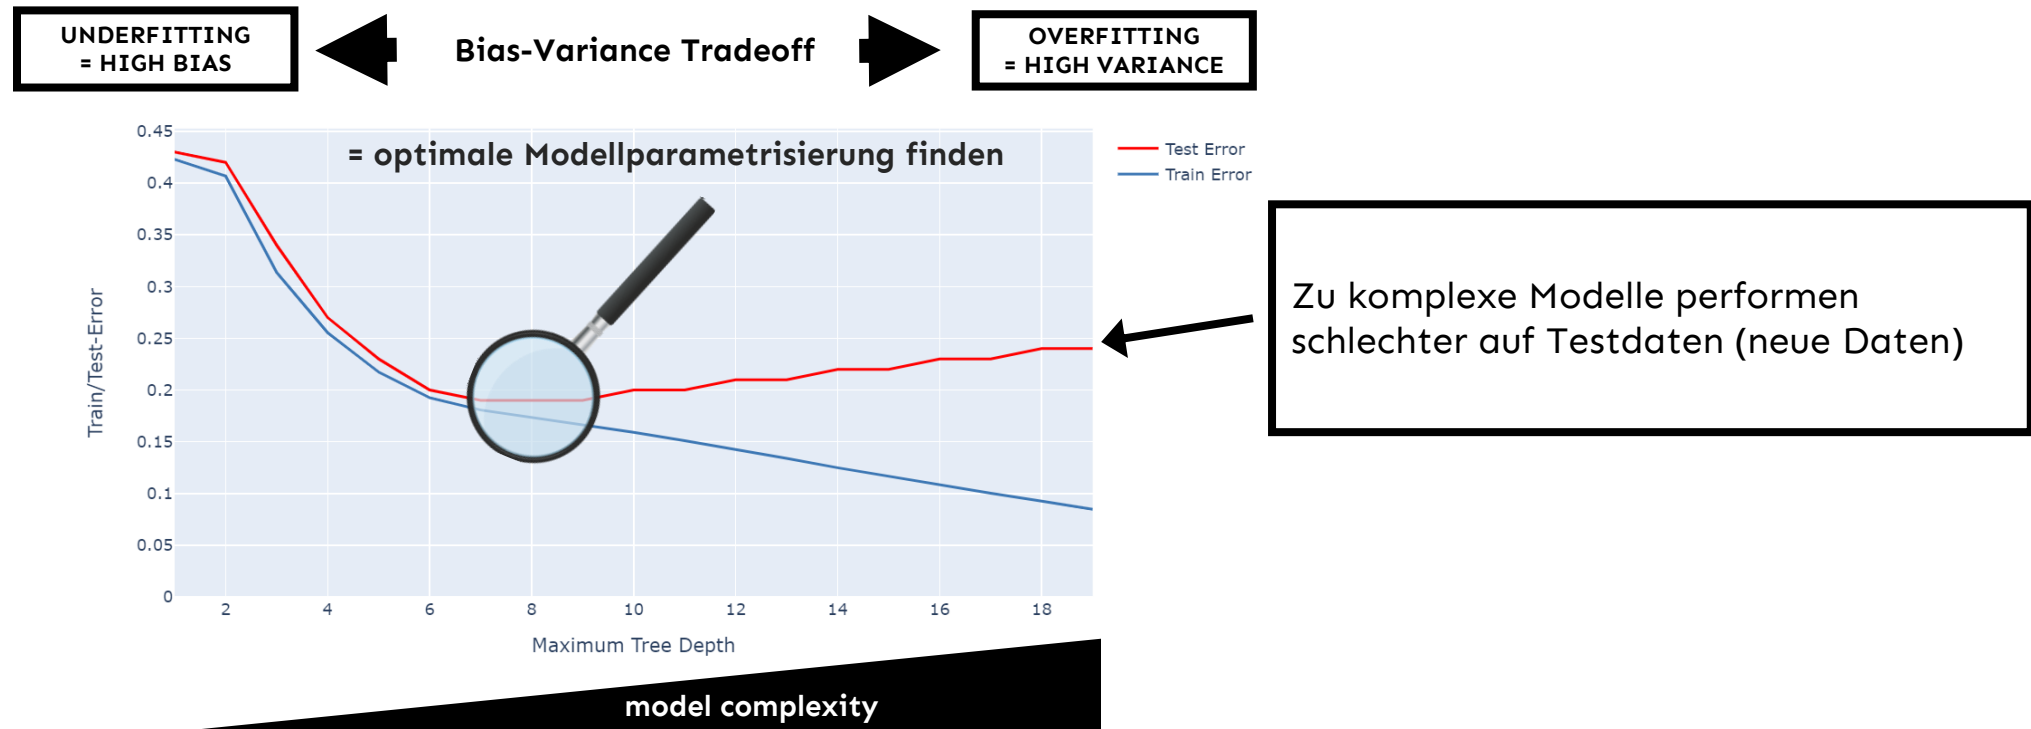 UNDERFITTING
= HIGH BIAS
Bias-Variance Tradeoff
OVERFITTING
= HIGH VARIANCE
= optimale Modellparametrisierung finden
Test Error
Train Error
0.45
0.4
0.35
0.3
0.25
0.2
0.15
0.1
0.05
0
Train/Test-Error
2 4 6 8 10 12 14 16 18
Maximum Tree Depth
model complexity
Zu komplexe Modelle performen
schlechter auf Testdaten (neue Daten)